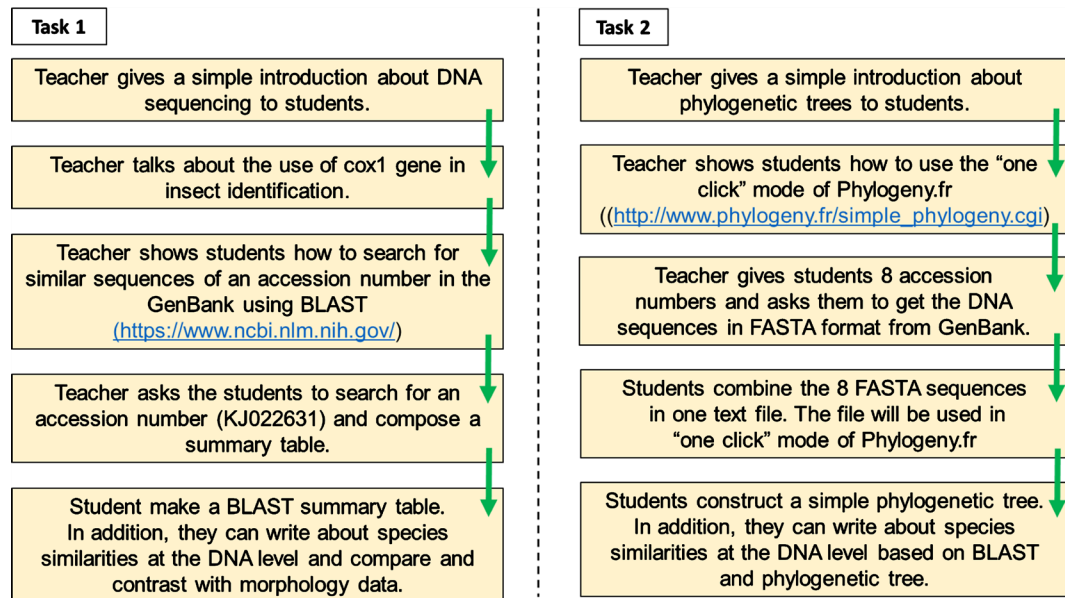 Task 1
Teacher gives a simple introduction about DNA
sequencing to students.
Teacher talks about the use of cox1 gene in
insect identification.
Teacher shows students how to search for
similar sequences of an accession number in the
GenBank using BLAST
(https://www.ncbi.nlm.nih.gov/)
Teacher asks the students to search for an
accession number (KJ022631) and compose a
summary table.
Student make a BLAST summary table.
In addition, they can write about species
similarities at the DNA level and compare and
contrast with morphology data.
Task 2
Teacher gives a simple introduction about
phylogenetic trees to students.
Teacher shows students how to use the “one
click” mode of Phylogeny.fr
((http://www.phylogeny.fr/simple_phylogeny.cgi)
Teacher gives students 8 accession
numbers and asks them to get the DNA
sequences in FASTA format from GenBank.
Students combine the 8 FASTA sequences
in one text file. The file will be used in
“one click” mode of Phylogeny.fr
Students construct a simple phylogenetic tree.
In addition, they can write about species
similarities at the DNA level based on BLAST
and phylogenetic tree.